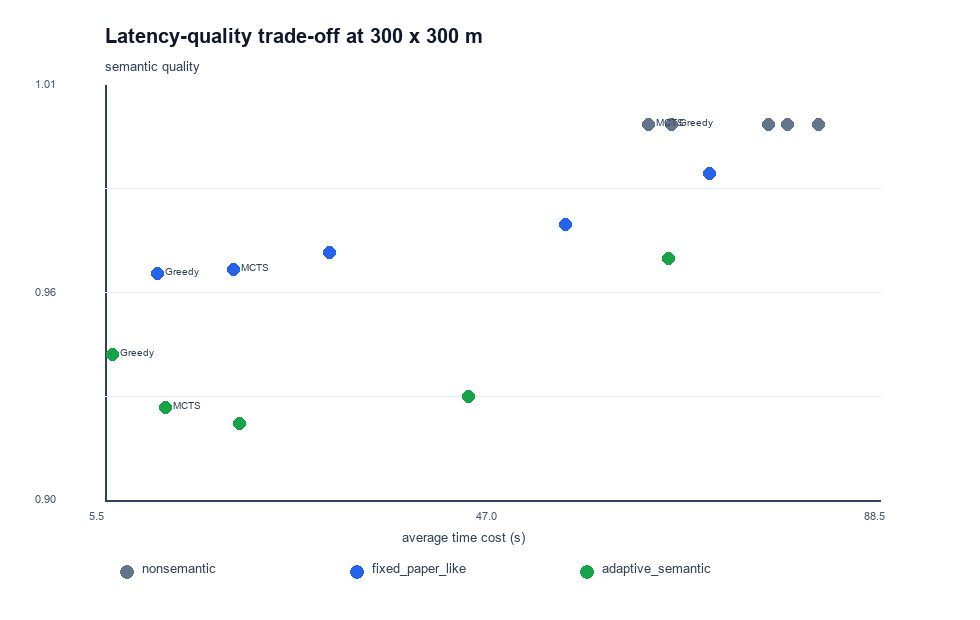 Latency-quality trade-off at 300 x 300 m
semantic quality
1.01
MCTS
Greedy
Greedy
MCTS
0.96
Greedy
MCTS
0.90
5.5
47.0
88.5
average time cost (s)
nonsemantic
fixed_paper_like
adaptive_semantic